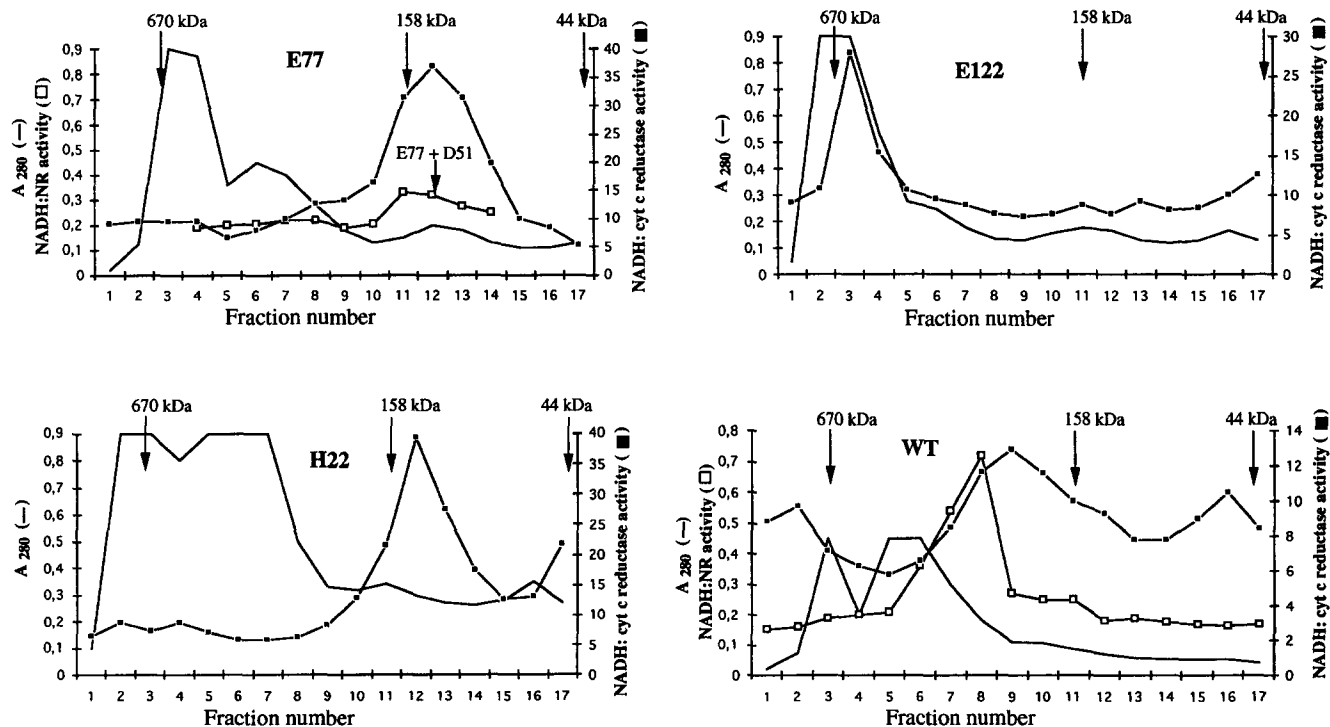 670 kDa 158 kDa 44 kDa
E77
A 280 (—)
NADH:NR activity (□)
0,9
0,8
0,7
0,6
0,5
0,4
0,3
0,2
0,1
0
E77 + D51
40
35
30
25
20
15
10
5
0
NADH: cyt c reductase activity (■)
1 2 3 4 5 6 7 8 9 10 11 12 13 14 15 16 17
Fraction number
670 kDa 158 kDa 44 kDa
E122
A 280 (—)
0,9
0,8
0,7
0,6
0,5
0,4
0,3
0,2
0,1
0
30
25
20
15
10
5
0
NADH: cyt c reductase activity (■)
1 2 3 4 5 6 7 8 9 10 11 12 13 14 15 16 17
Fraction number
670 kDa 158 kDa 44 kDa
H22
A 280 (—)
0,9
0,8
0,7
0,6
0,5
0,4
0,3
0,2
0,1
0
40
35
30
25
20
15
10
5
0
NADH: cyt c reductase activity (■)
1 2 3 4 5 6 7 8 9 10 11 12 13 14 15 16 17
Fraction number
670 kDa 158 kDa 44 kDa
WT
A 280 (—)
NADH:NR activity (□)
0,8
0,7
0,6
0,5
0,4
0,3
0,2
0,1
0
14
12
10
8
6
4
2
0
NADH: cyt c reductase activity (■)
1 2 3 4 5 6 7 8 9 10 11 12 13 14 15 16 17
Fraction number